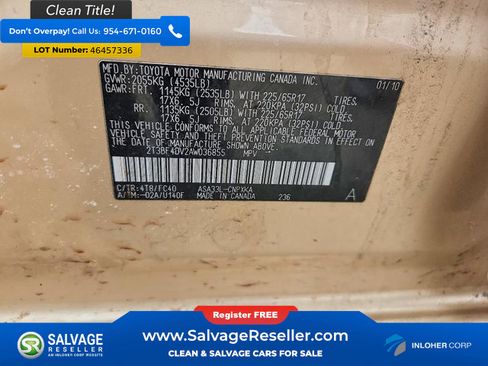 Clean Title!
Don't Overpay! Call Us: 954-671-0160
LOT Number: 46457336
MFD.BY:TOYOTA MOTOR MANUFACTURING CANADA INC.
GVWR:2055KG (4535LB) 01/10
GAWR:FRT. 1145KG (2535LB) WITH 225/65R17 TIRES,
17X6.5J RIMS, AT 220KPA (32PSI) COLD.
RR. 1135KG (2505LB) WITH 225/65R17 TIRES,
17X6.5J RIMS, AT 220KPA (32PSI) COLD.
THIS VEHICLE CONFORMS TO ALL APPLICABLE FEDERAL MOTOR
VEHICLE SAFETY AND THEFT PREVENTION STANDARDS IN
EFFECT ON THE DATE OF MANUFACTURE SHOWN ABOVE.
2T3BF4DV2AW036855 MPV
C/TR:4T8/FC40 ASA33L-CNPXKA A
A/TM:-02A/U140F MADE IN CANADA 236
Register FREE
SALVAGE
RESELLER
AN INLOHER CORP WEBSITE
www.SalvageReseller.com
CLEAN & SALVAGE CARS FOR SALE
INLOHER CORP.